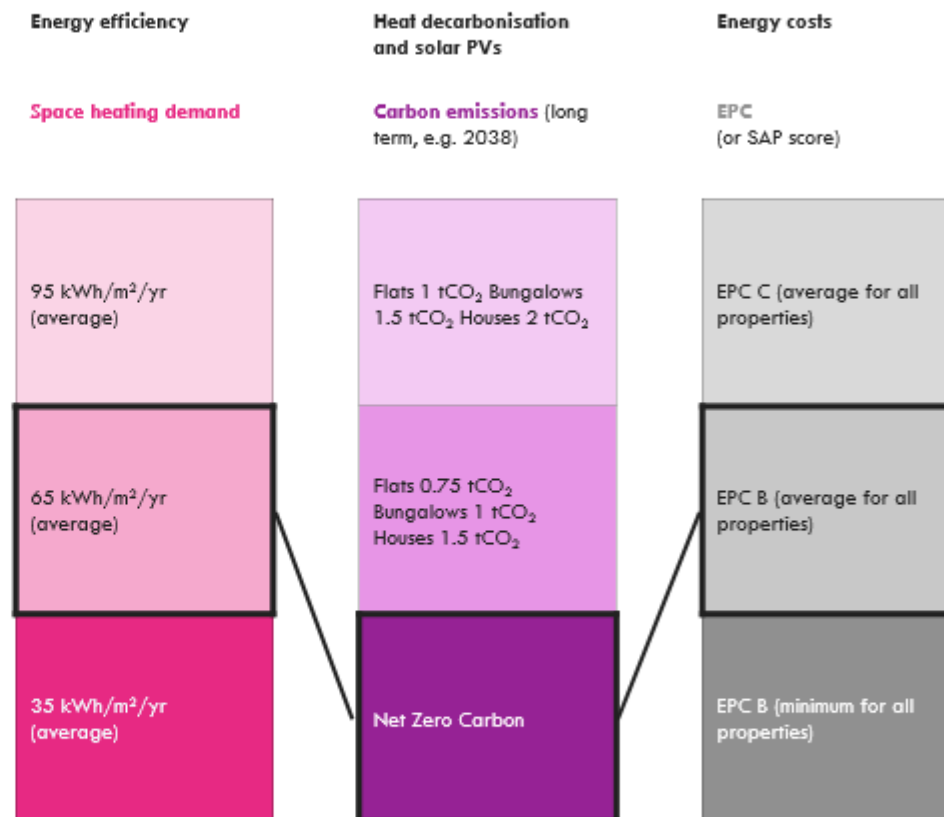 Energy efficiency
Heat decarbonisation
and solar PVs
Energy costs
Space heating demand
Carbon emissions (long
term, e.g. 2038)
EPC
(or SAP score)
95 kWh/m²/yr
(average)
Flats 1 tCO₂ Bungalows
1.5 tCO₂ Houses 2 tCO₂
EPC C (average for all
properties)
65 kWh/m²/yr
(average)
Flats 0.75 tCO₂
Bungalows 1 tCO₂
Houses 1.5 tCO₂
EPC B (average for all
properties)
35 kWh/m²/yr
(average)
Net Zero Carbon
EPC B (minimum for all
properties)